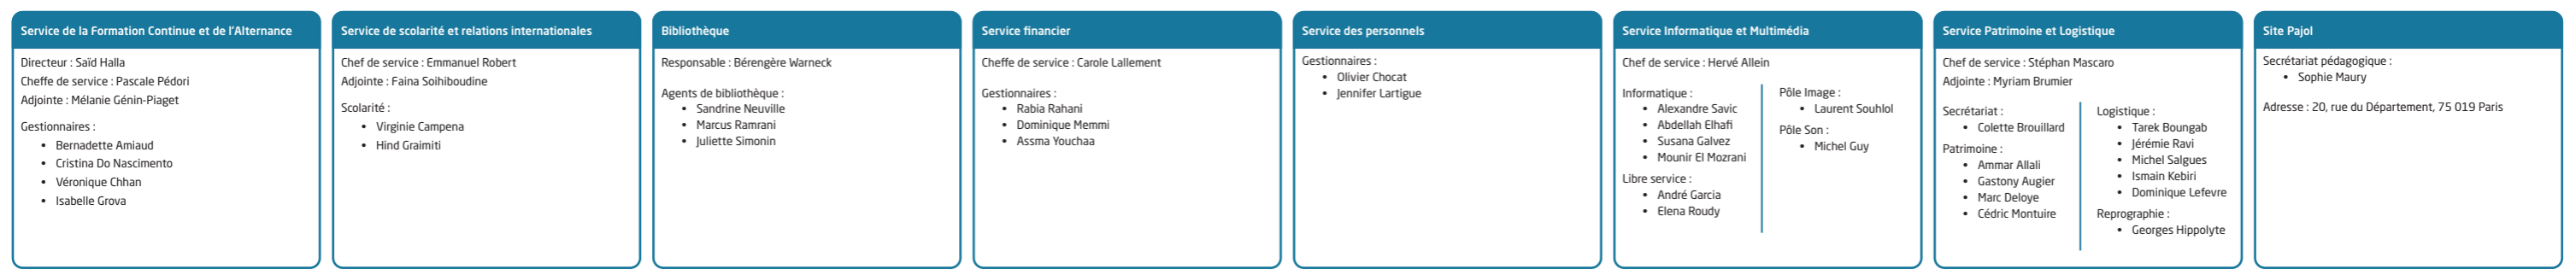 Service de la Formation Continue et de l'Alternance
Directeur : Saïd Halla
Cheffe de service : Pascale Pédori
Adjointe : Mélanie Génin-Piaget
Gestionnaires :
• Bernadette Amiaud
• Cristina Do Nascimento
• Véronique Chhan
• Isabelle Grova
Service de scolarité et relations internationales
Chef de service : Emmanuel Robert
Adjointe : Faina Soihiboudine
Scolarité :
• Virginie Campena
• Hind Graimiti
Bibliothèque
Responsable : Bérengère Warneck
Agents de bibliothèque :
• Sandrine Neuville
• Marcus Ramrani
• Juliette Simonin
Service financier
Cheffe de service : Carole Lallement
Gestionnaires :
• Rabia Rahani
• Dominique Memmi
• Assma Youchaa
Service des personnels
Gestionnaires :
• Olivier Chocat
• Jennifer Lartigue
Service Informatique et Multimédia
Chef de service : Hervé Allein
Informatique :
• Alexandre Savic
• Abdellah Elhafi
• Susana Galvez
• Mounir El Mozrani
Libre service :
• André Garcia
• Elena Roudy
Pôle Image :
• Laurent Souhlol
Pôle Son :
• Michel Guy
Service Patrimoine et Logistique
Chef de service : Stéphan Mascaro
Adjointe : Myriam Brumier
Secrétariat :
• Colette Brouillard
Patrimoine :
• Ammar Allali
• Gastony Augier
• Marc Deloye
• Cédric Montuire
Logistique :
• Tarek Boungab
• Jérémie Ravi
• Michel Salgues
• Ismain Kebiri
• Dominique Lefevre
Reprographie :
• Georges Hippolyte
Site Pajol
Secrétariat pédagogique :
• Sophie Maury
Adresse : 20, rue du Département, 75 019 Paris